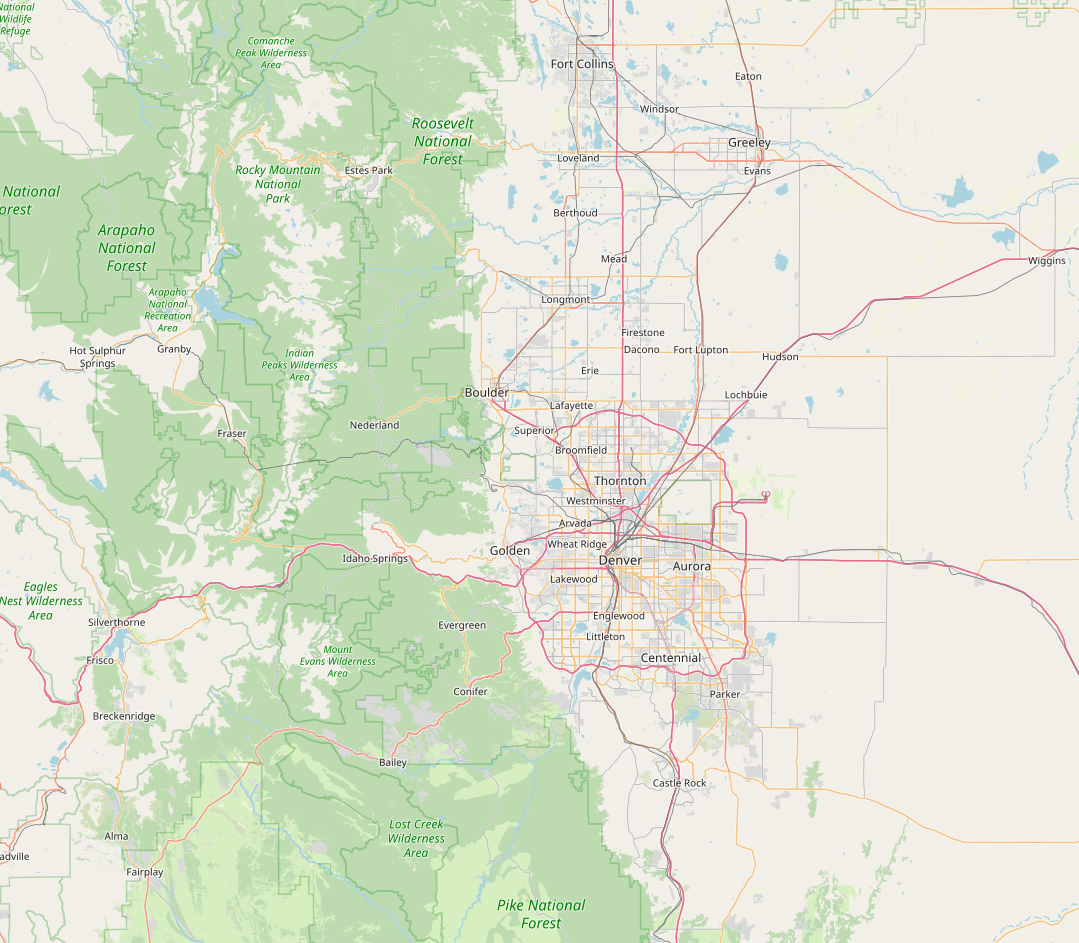 National
Wildlife
Refuge
Comanche
Peak Wilderness
Area
Fort Collins
Eaton
Windsor
Roosevelt
National
Forest
Greeley
Loveland
Evans
Rocky Mountain
National
Park
Estes Park
National
orest
Berthoud
Arapaho
National
Forest
Mead
Wiggins
Arapaho
National
Recreation
Area
Longmont
Firestone
Hot Sulphur
Springs
Granby
Indian
Peaks Wilderness
Area
Dacono
Fort Lupton
Hudson
Erie
Boulder
Lochbuie
Lafayette
Nederland
Superior
Fraser
Broomfield
Thornton
Westminster
Arvada
Wheat Ridge
Golden
Idaho Springs
Denver
Aurora
Lakewood
Eagles
Nest Wilderness
Area
Silverthorne
Englewood
Evergreen
Littleton
Mount
Evans Wilderness
Area
Frisco
Centennial
Conifer
Parker
Breckenridge
Bailey
Castle Rock
Lost Creek
Wilderness
Area
Alma
adville
Fairplay
Pike National
Forest